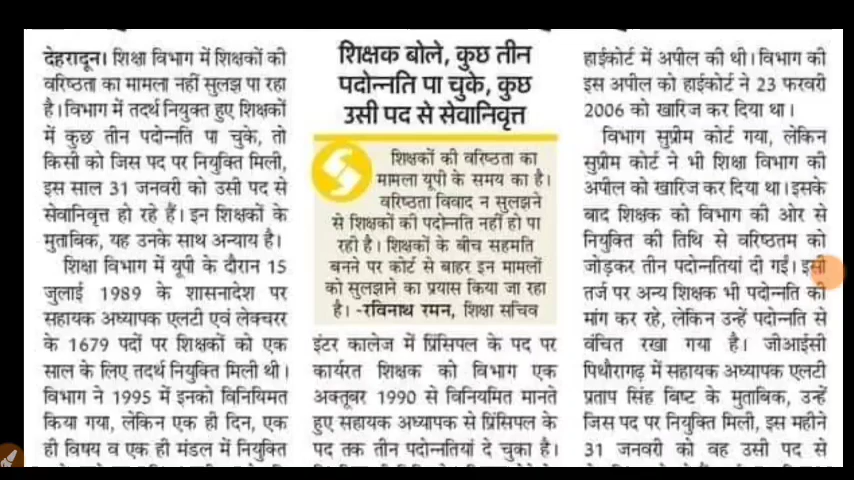 देहरादून। शिक्षा विभाग में शिक्षकों की
वरिष्ठता का मामला नहीं सुलझ पा रहा
है। विभाग में तदर्थ नियुक्त हुए शिक्षकों
में कुछ तीन पदोन्नति पा चुके, तो
किसी को जिस पद पर नियुक्ति मिली,
इस साल 31 जनवरी को उसी पद से
सेवानिवृत्त हो रहे हैं। इन शिक्षकों के
मुताबिक, यह उनके साथ अन्याय है।
शिक्षा विभाग में यूपी के दौरान 15
जुलाई 1989 के शासनादेश पर
सहायक अध्यापक एलटी एवं लेक्चरर
के 1679 पदों पर शिक्षकों को एक
साल के लिए तदर्थ नियुक्ति मिली थी।
विभाग ने 1995 में इनको विनियिमत
किया गया, लेकिन एक ही दिन, एक
ही विषय व एक ही मंडल में नियुक्ति
शिक्षक बोले, कुछ तीन
पदोन्नति पा चुके, कुछ
उसी पद से सेवानिवृत्त
शिक्षकों की वरिष्ठता का
मामला यूपी के समय का है।
वरिष्ठता विवाद न सुलझने
से शिक्षकों की पदोन्नति नहीं हो पा
रही है। शिक्षकों के बीच सहमति
बनने पर कोर्ट से बाहर इन मामलों
को सुलझाने का प्रयास किया जा रहा
है। -रविनाथ रमन, शिक्षा सचिव
इंटर कालेज में प्रिंसिपल के पद पर
कार्यरत शिक्षक को विभाग एक
अक्तूबर 1990 से विनियमित मानते
हुए सहायक अध्यापक से प्रिंसिपल के
पद तक तीन पदोन्नतियां दे चुका है।
हाईकोर्ट में अपील की थी। विभाग की
इस अपील को हाईकोर्ट ने 23 फरवरी
2006 को खारिज कर दिया था।
विभाग सुप्रीम कोर्ट गया, लेकिन
सुप्रीम कोर्ट ने भी शिक्षा विभाग की
अपील को खारिज कर दिया था। इसके
बाद शिक्षक को विभाग की ओर से
नियुक्ति की तिथि से वरिष्ठतम को
जोड़कर तीन पदोन्नतियां दी गईं। इसी
तर्ज पर अन्य शिक्षक भी पदोन्नति की
मांग कर रहे, लेकिन उन्हें पदोन्नति से
वंचित रखा गया है। जीआईसी
पिथौरागढ़ में सहायक अध्यापक एलटी
प्रताप सिंह बिष्ट के मुताबिक, उन्हें
जिस पद पर नियुक्ति मिली, इस महीने
31 जनवरी को वह उसी पद से